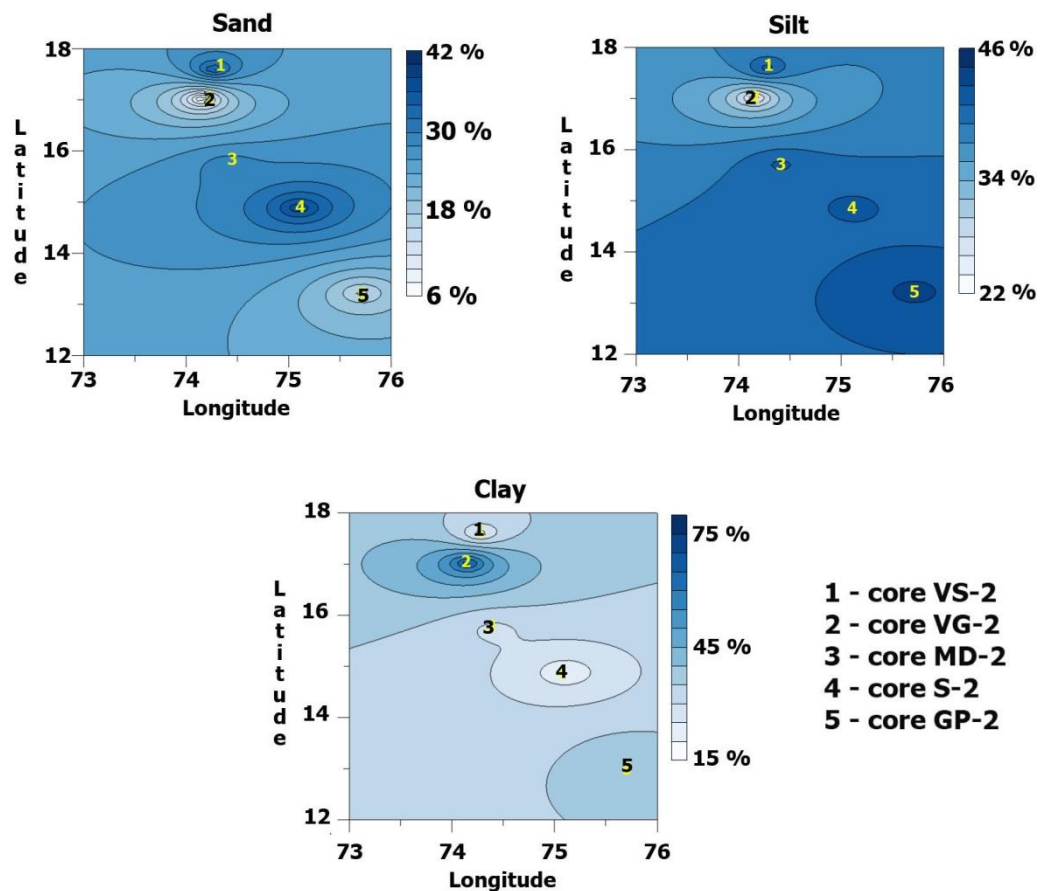 Sand
18
16
14
12
Latitude
73 74 75 76
Longitude
1
2
3
4
5
42 %
30 %
18 %
6 %
Silt
18
16
14
12
Latitude
73 74 75 76
Longitude
1
2
3
4
5
46 %
34 %
22 %
Clay
18
16
14
12
Latitude
73 74 75 76
Longitude
1
2
3
4
5
75 %
45 %
15 %
1 - core VS-2
2 - core VG-2
3 - core MD-2
4 - core S-2
5 - core GP-2